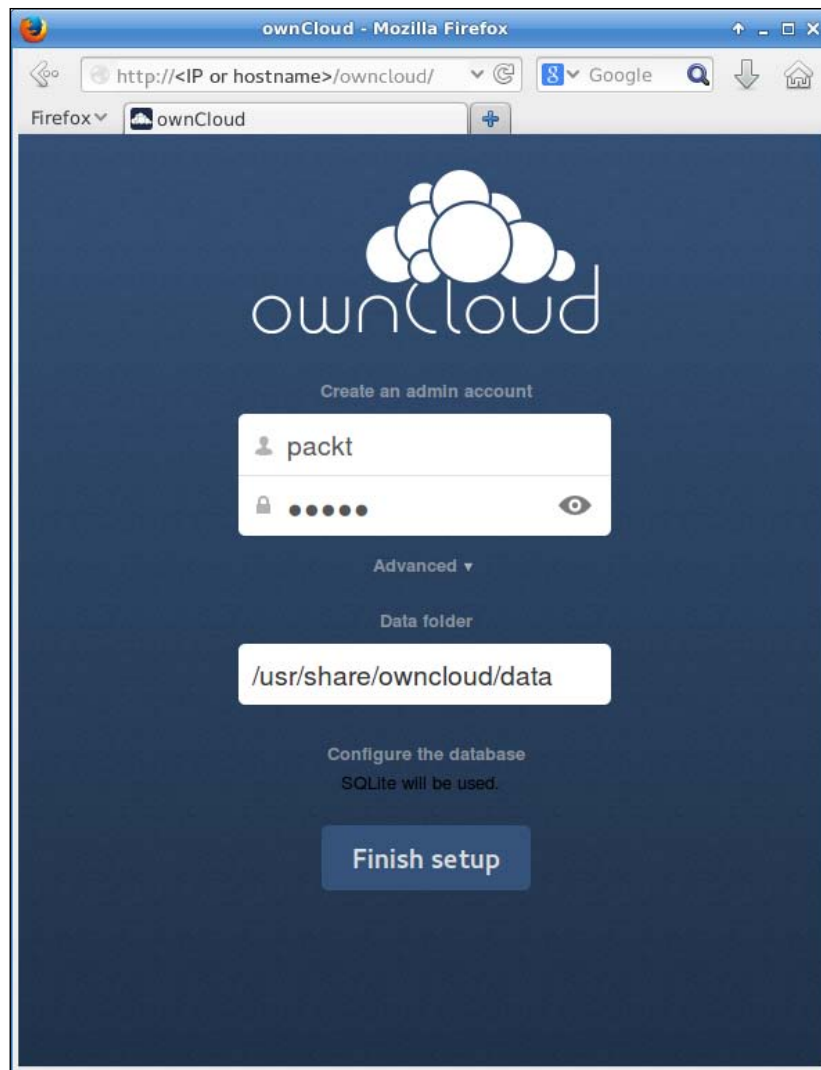 ownCloud - Mozilla Firefox
http://<IP or hostname>/owncloud/
Google
Firefox
ownCloud
ownCloud
Create an admin account
packt
•••••
Advanced ▾
Data folder
/usr/share/owncloud/data
Configure the database
SQLite will be used.
Finish setup